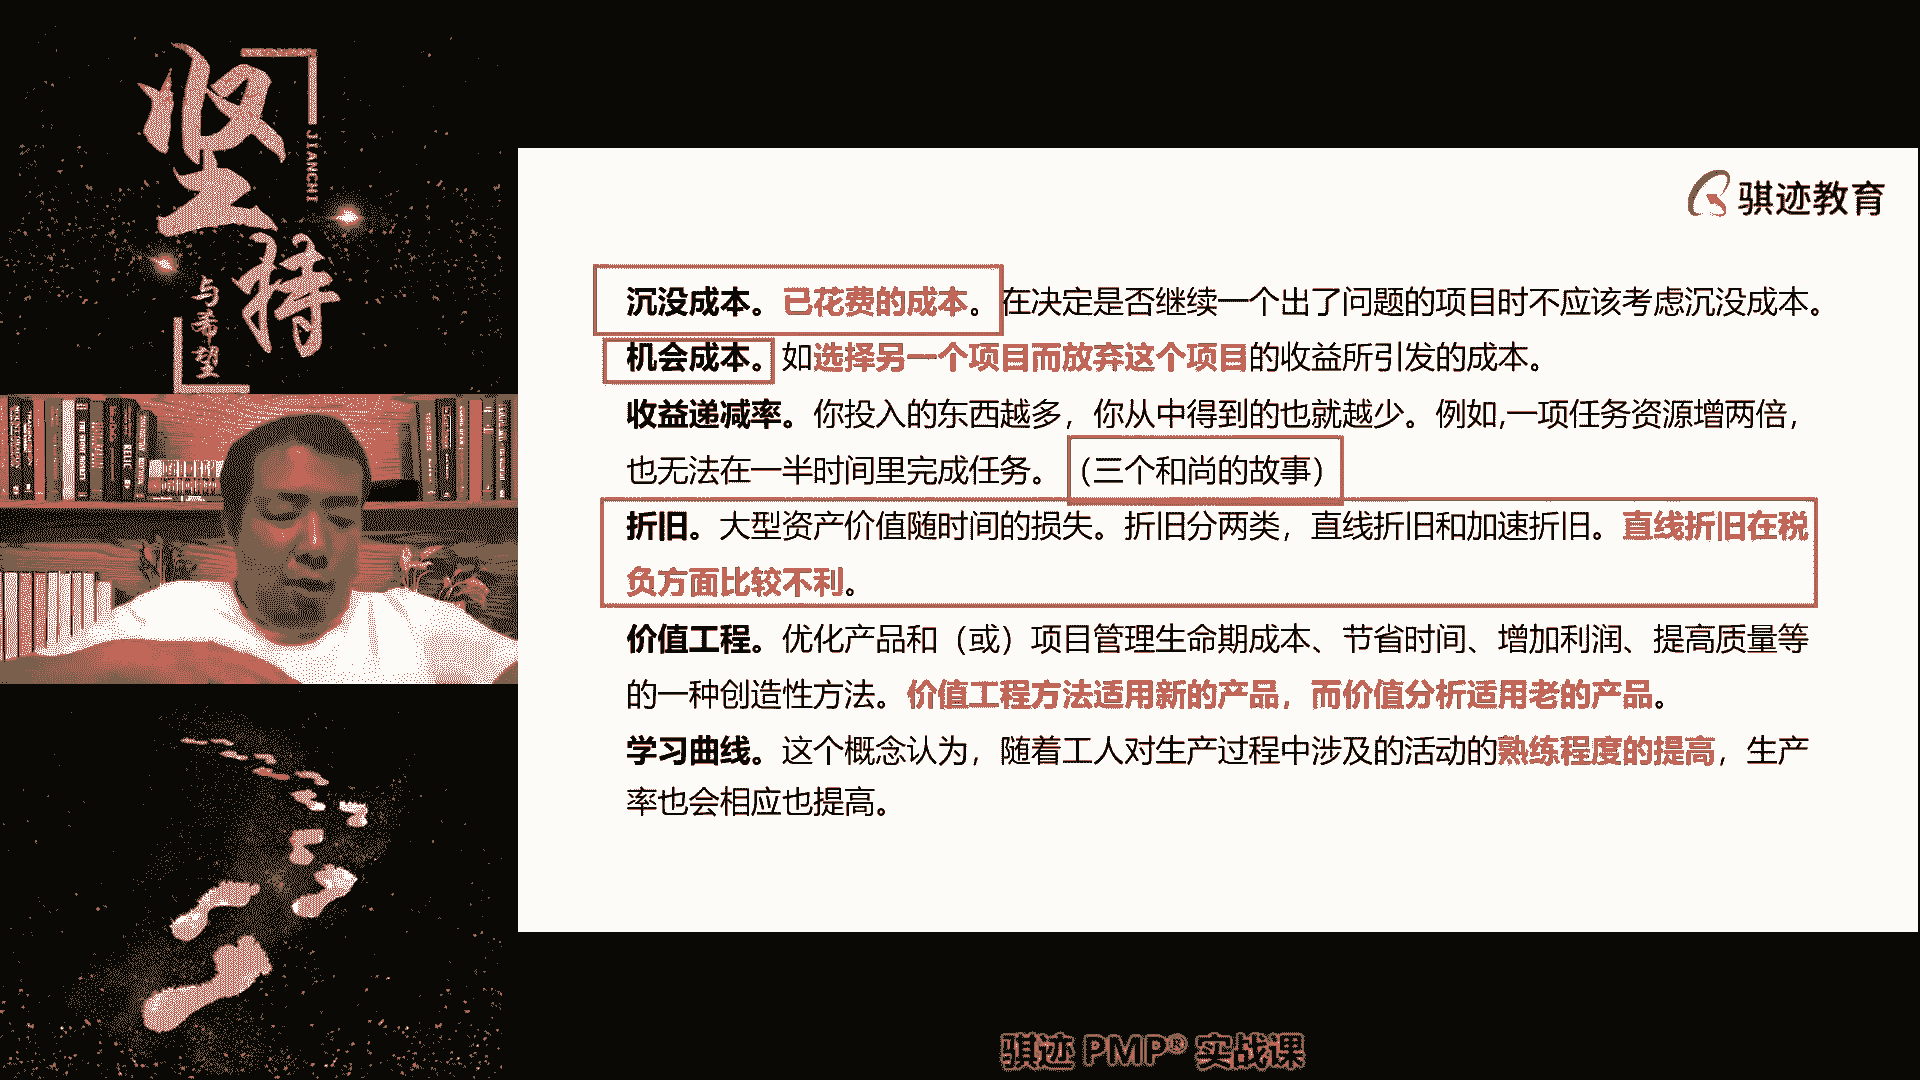 坚持
JIANCHI
与希望
骐迹教育
沉没成本。已花费的成本。在决定是否继续一个出了问题的项目时不应该考虑沉没成本。
机会成本。如选择另一个项目而放弃这个项目的收益所引发的成本。
收益递减率。你投入的东西越多，你从中得到的也就越少。例如,一项任务资源增两倍，
也无法在一半时间里完成任务。（三个和尚的故事）
折旧。大型资产价值随时间的损失。折旧分两类，直线折旧和加速折旧。直线折旧在税
负方面比较不利。
价值工程。优化产品和（或）项目管理生命期成本、节省时间、增加利润、提高质量等
的一种创造性方法。价值工程方法适用新的产品，而价值分析适用老的产品。
学习曲线。这个概念认为，随着工人对生产过程中涉及的活动的熟练程度的提高，生产
率也会相应也提高。
骐迹 PMP® 实战课